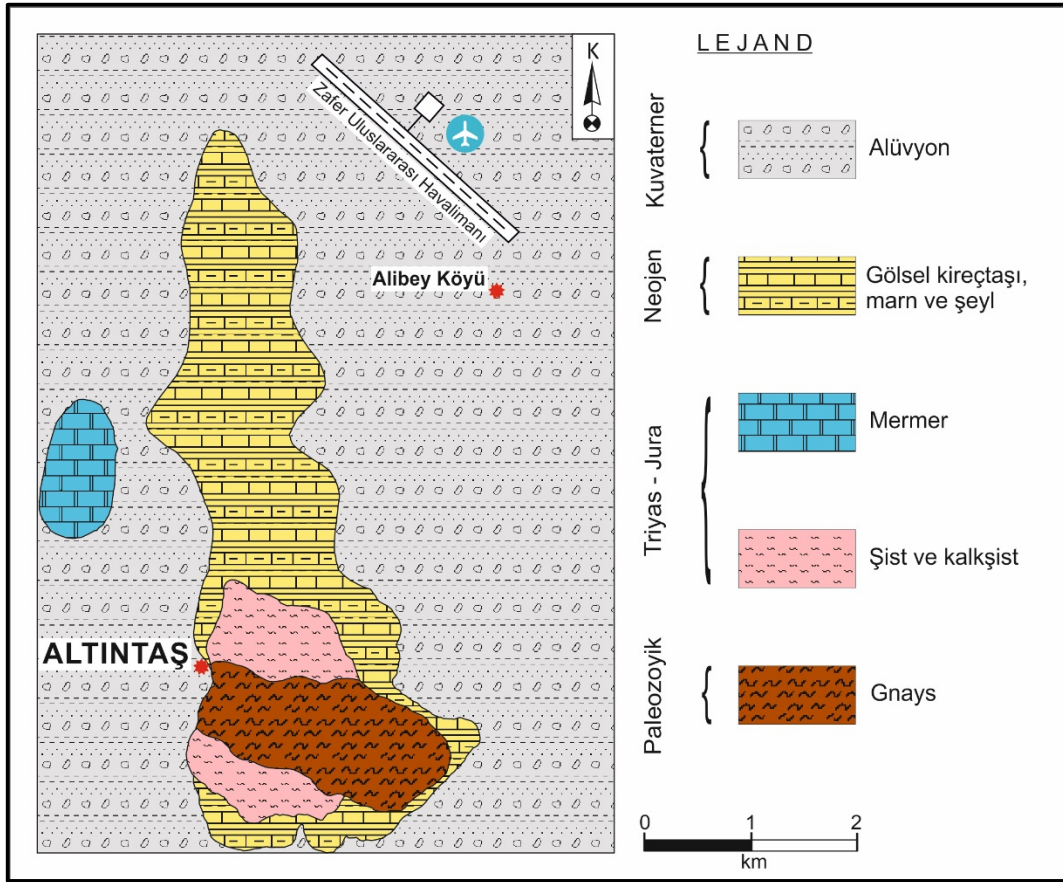 K
Zafer Uluslararası Havalimanı
Alibey Köyü
ALTINTAŞ
LEJAND
Kuvaterner
Alüvyon
Neojen
Gölsel kireçtaşı,
marn ve şeyl
Triyas - Jura
Mermer
Şist ve kalkşist
Paleozoyik
Gnays
0 1 2
km